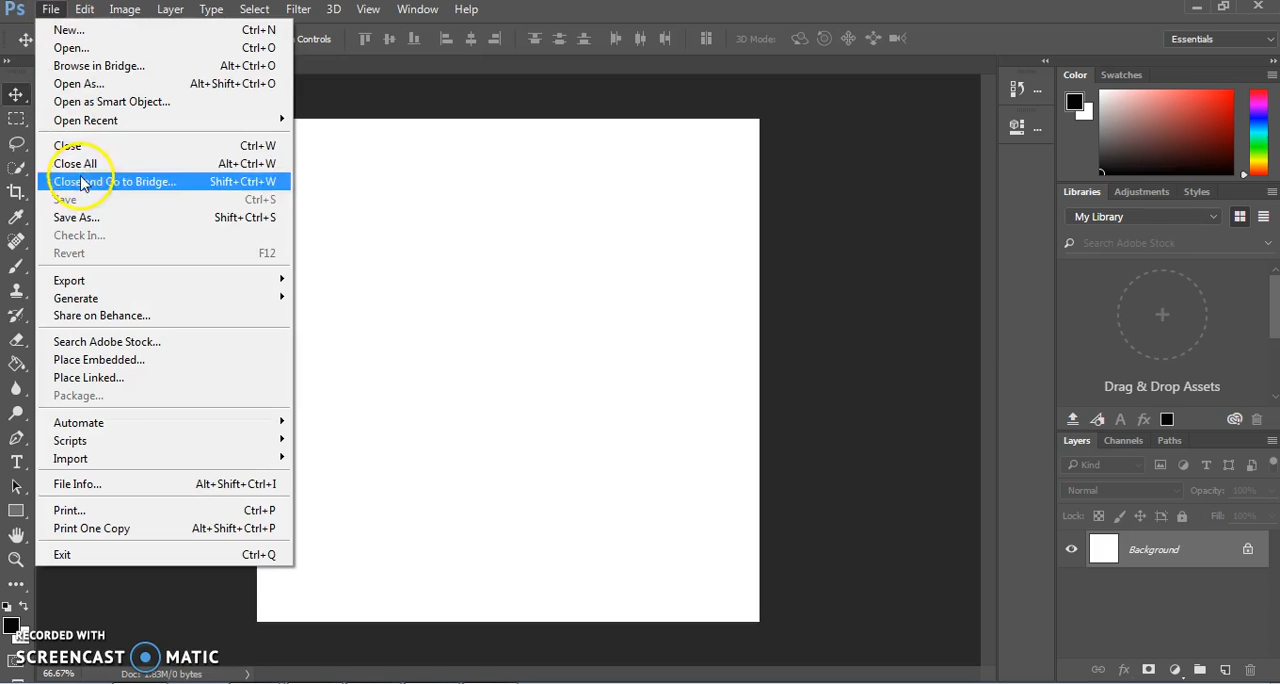 Ps File Edit Image Layer Type Select Filter 3D View Window Help
Controls 3D Mode: Essentials
New... Ctrl+N
Open... Ctrl+O
Browse in Bridge... Alt+Ctrl+O
Open As... Alt+Shift+Ctrl+O
Open as Smart Object...
Open Recent
Close Ctrl+W
Close All Alt+Ctrl+W
Close and Go to Bridge... Shift+Ctrl+W
Save Ctrl+S
Save As... Shift+Ctrl+S
Check In...
Revert F12
Export
Generate
Share on Behance...
Search Adobe Stock...
Place Embedded...
Place Linked...
Package...
Automate
Scripts
Import
File Info... Alt+Shift+Ctrl+I
Print... Ctrl+P
Print One Copy Alt+Shift+Ctrl+P
Exit Ctrl+Q
Color Swatches
Libraries Adjustments Styles
My Library
Search Adobe Stock
Drag & Drop Assets
Layers Channels Paths
Kind
Normal Opacity: 100%
Lock: Fill: 100%
Background
RECORDED WITH
SCREENCAST MATIC
66.67% Doc: 1.83M/0 bytes